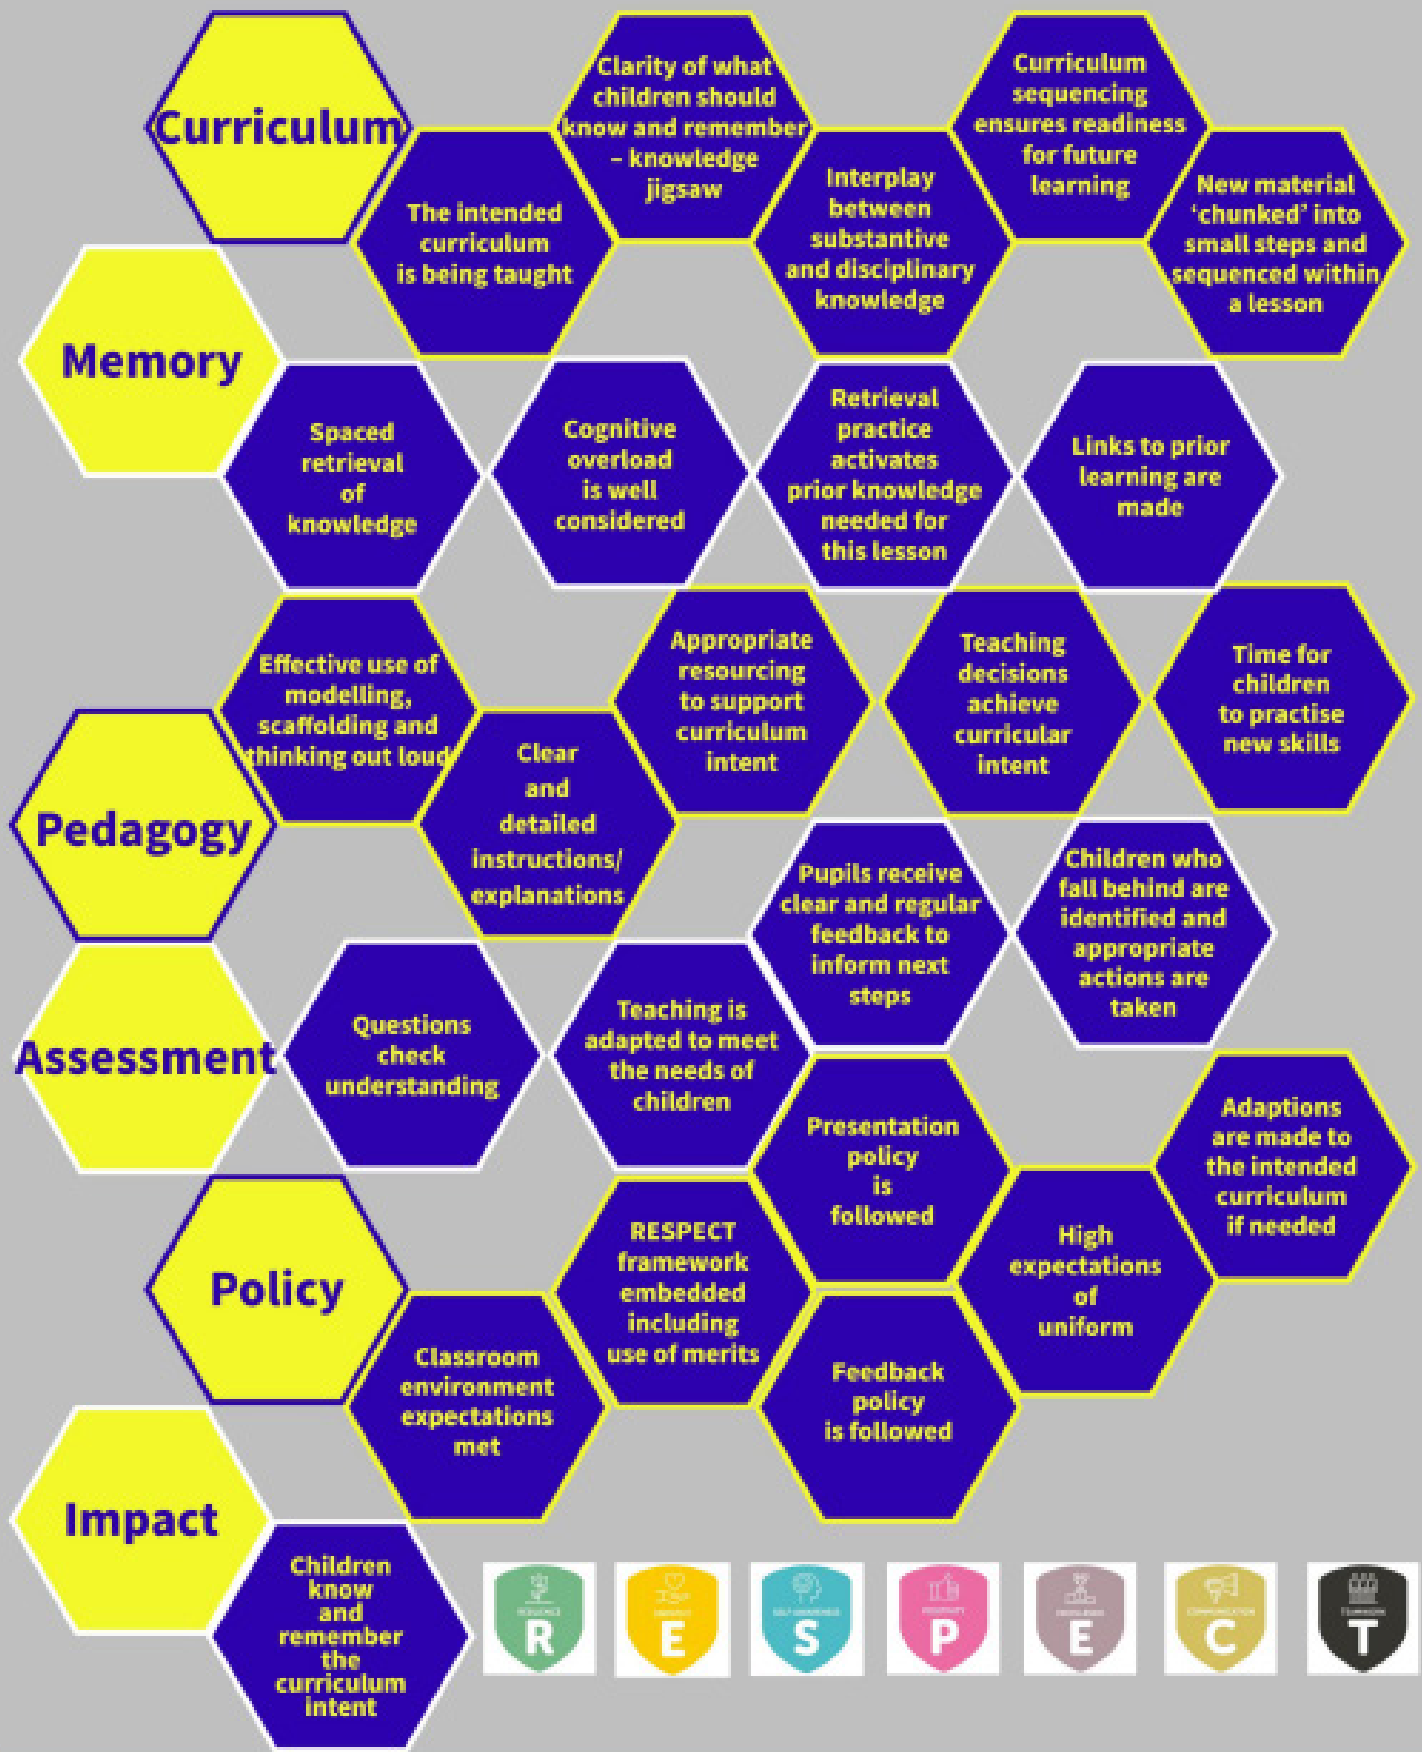 Curriculum
The intended
curriculum
is being taught
Clarity of what
children should
know and remember
– knowledge
jigsaw
Interplay
between
substantive
and disciplinary
knowledge
Curriculum
sequencing
ensures readiness
for future
learning
New material
‘chunked’ into
small steps and
sequenced within
a lesson
Memory
Spaced
retrieval
of
knowledge
Cognitive
overload
is well
considered
Retrieval
practice
activates
prior knowledge
needed for
this lesson
Links to prior
learning are
made
Pedagogy
Effective use of
modelling,
scaffolding and
thinking out loud
Clear
and
detailed
instructions/
explanations
Appropriate
resourcing
to support
curriculum
intent
Teaching
decisions
achieve
curricular
intent
Time for
children
to practise
new skills
Assessment
Questions
check
understanding
Teaching is
adapted to meet
the needs of
children
Pupils receive
clear and regular
feedback to
inform next
steps
Children who
fall behind are
identified and
appropriate
actions are
taken
Policy
Classroom
environment
expectations
met
RESPECT
framework
embedded
including
use of merits
Presentation
policy
is
followed
Feedback
policy
is followed
High
expectations
of
uniform
Adaptions
are made to
the intended
curriculum
if needed
Impact
Children
know
and
remember
the
curriculum
intent
R
E
S
P
E
C
T